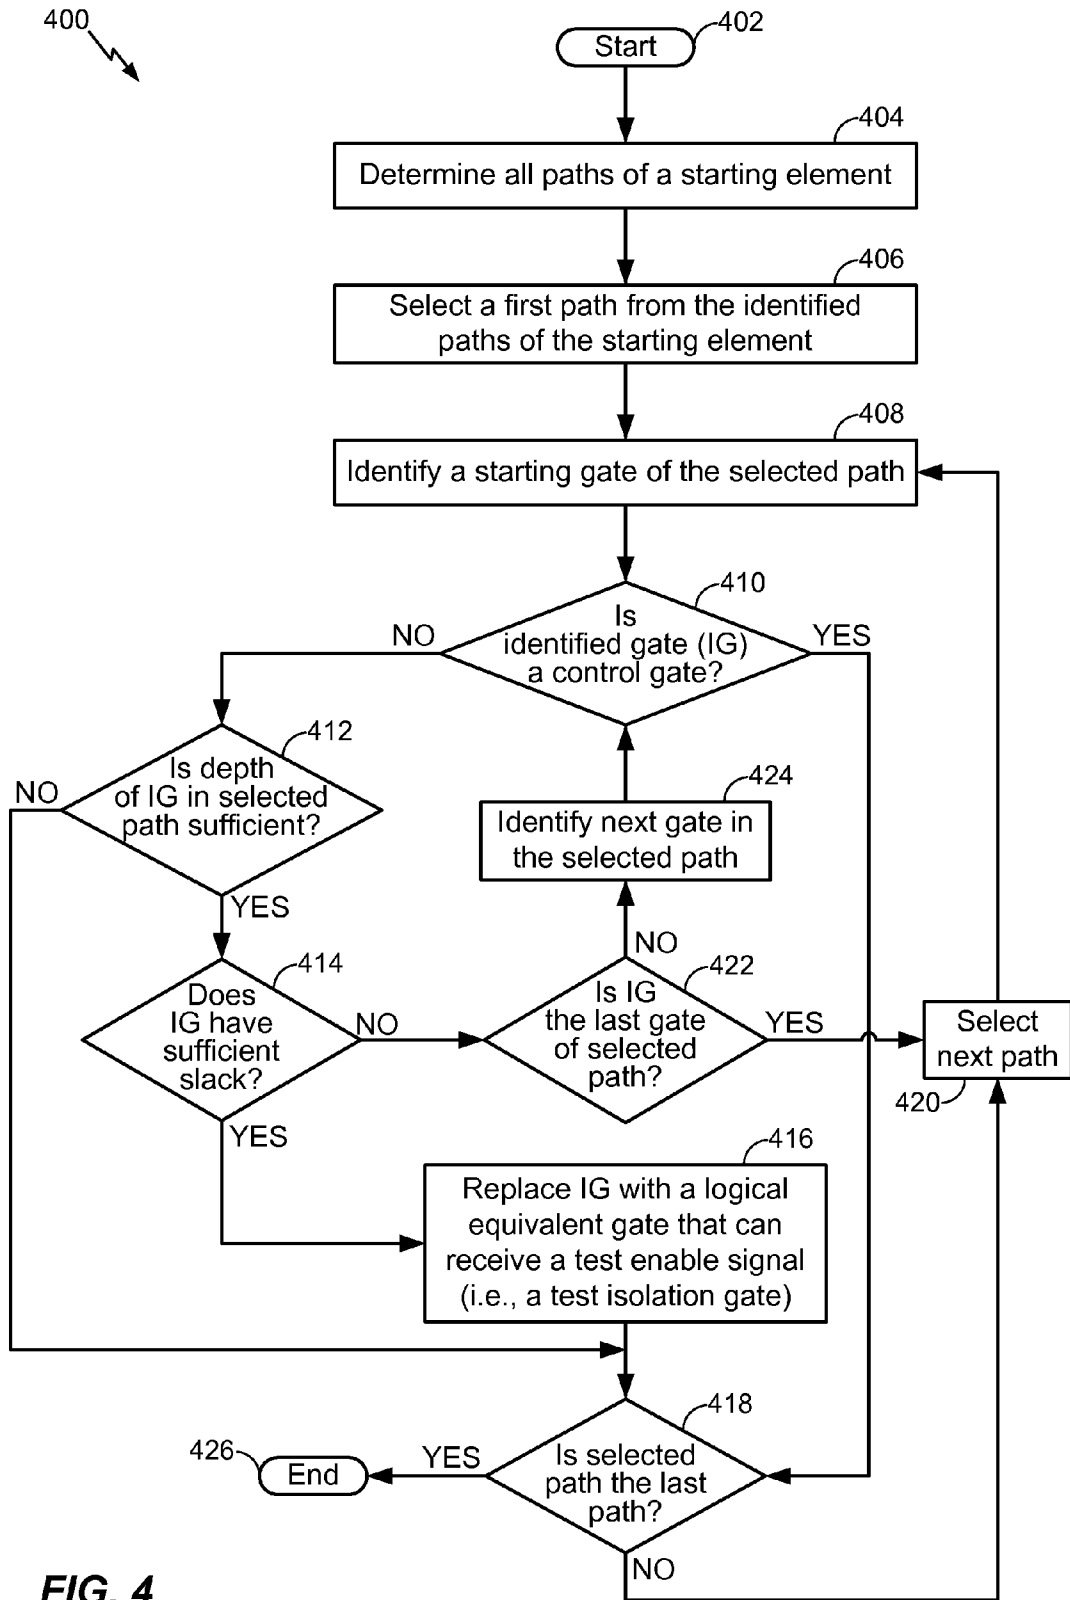 400
Start
402
404
Determine all paths of a starting element
406
Select a first path from the identified
paths of the starting element
408
Identify a starting gate of the selected path
410
Is
identified gate (IG)
a control gate?
NO
YES
412
Is depth
of IG in selected
path sufficient?
NO
YES
424
Identify next gate in
the selected path
NO
414
Does
IG have
sufficient
slack?
NO
YES
422
Is IG
the last gate
of selected
path?
YES
Select
next path
420
416
Replace IG with a logical
equivalent gate that can
receive a test enable signal
(i.e., a test isolation gate)
418
Is selected
path the last
path?
YES
426
End
NO
FIG. 4